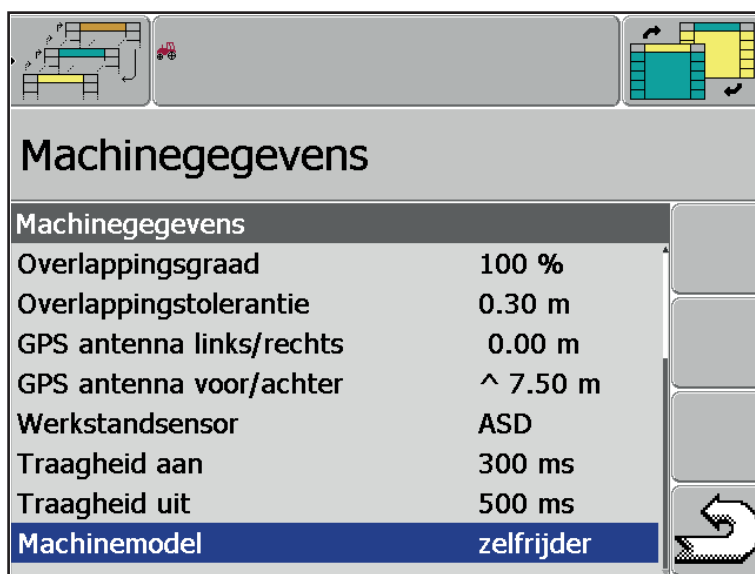 Machinegegevens
Machinegegevens
Overlappingsgraad 100 %
Overlappingstolerantie 0.30 m
GPS antenna links/rechts 0.00 m
GPS antenna voor/achter ^ 7.50 m
Werkstandsensor ASD
Traagheid aan 300 ms
Traagheid uit 500 ms
Machinemodel zelfrijder